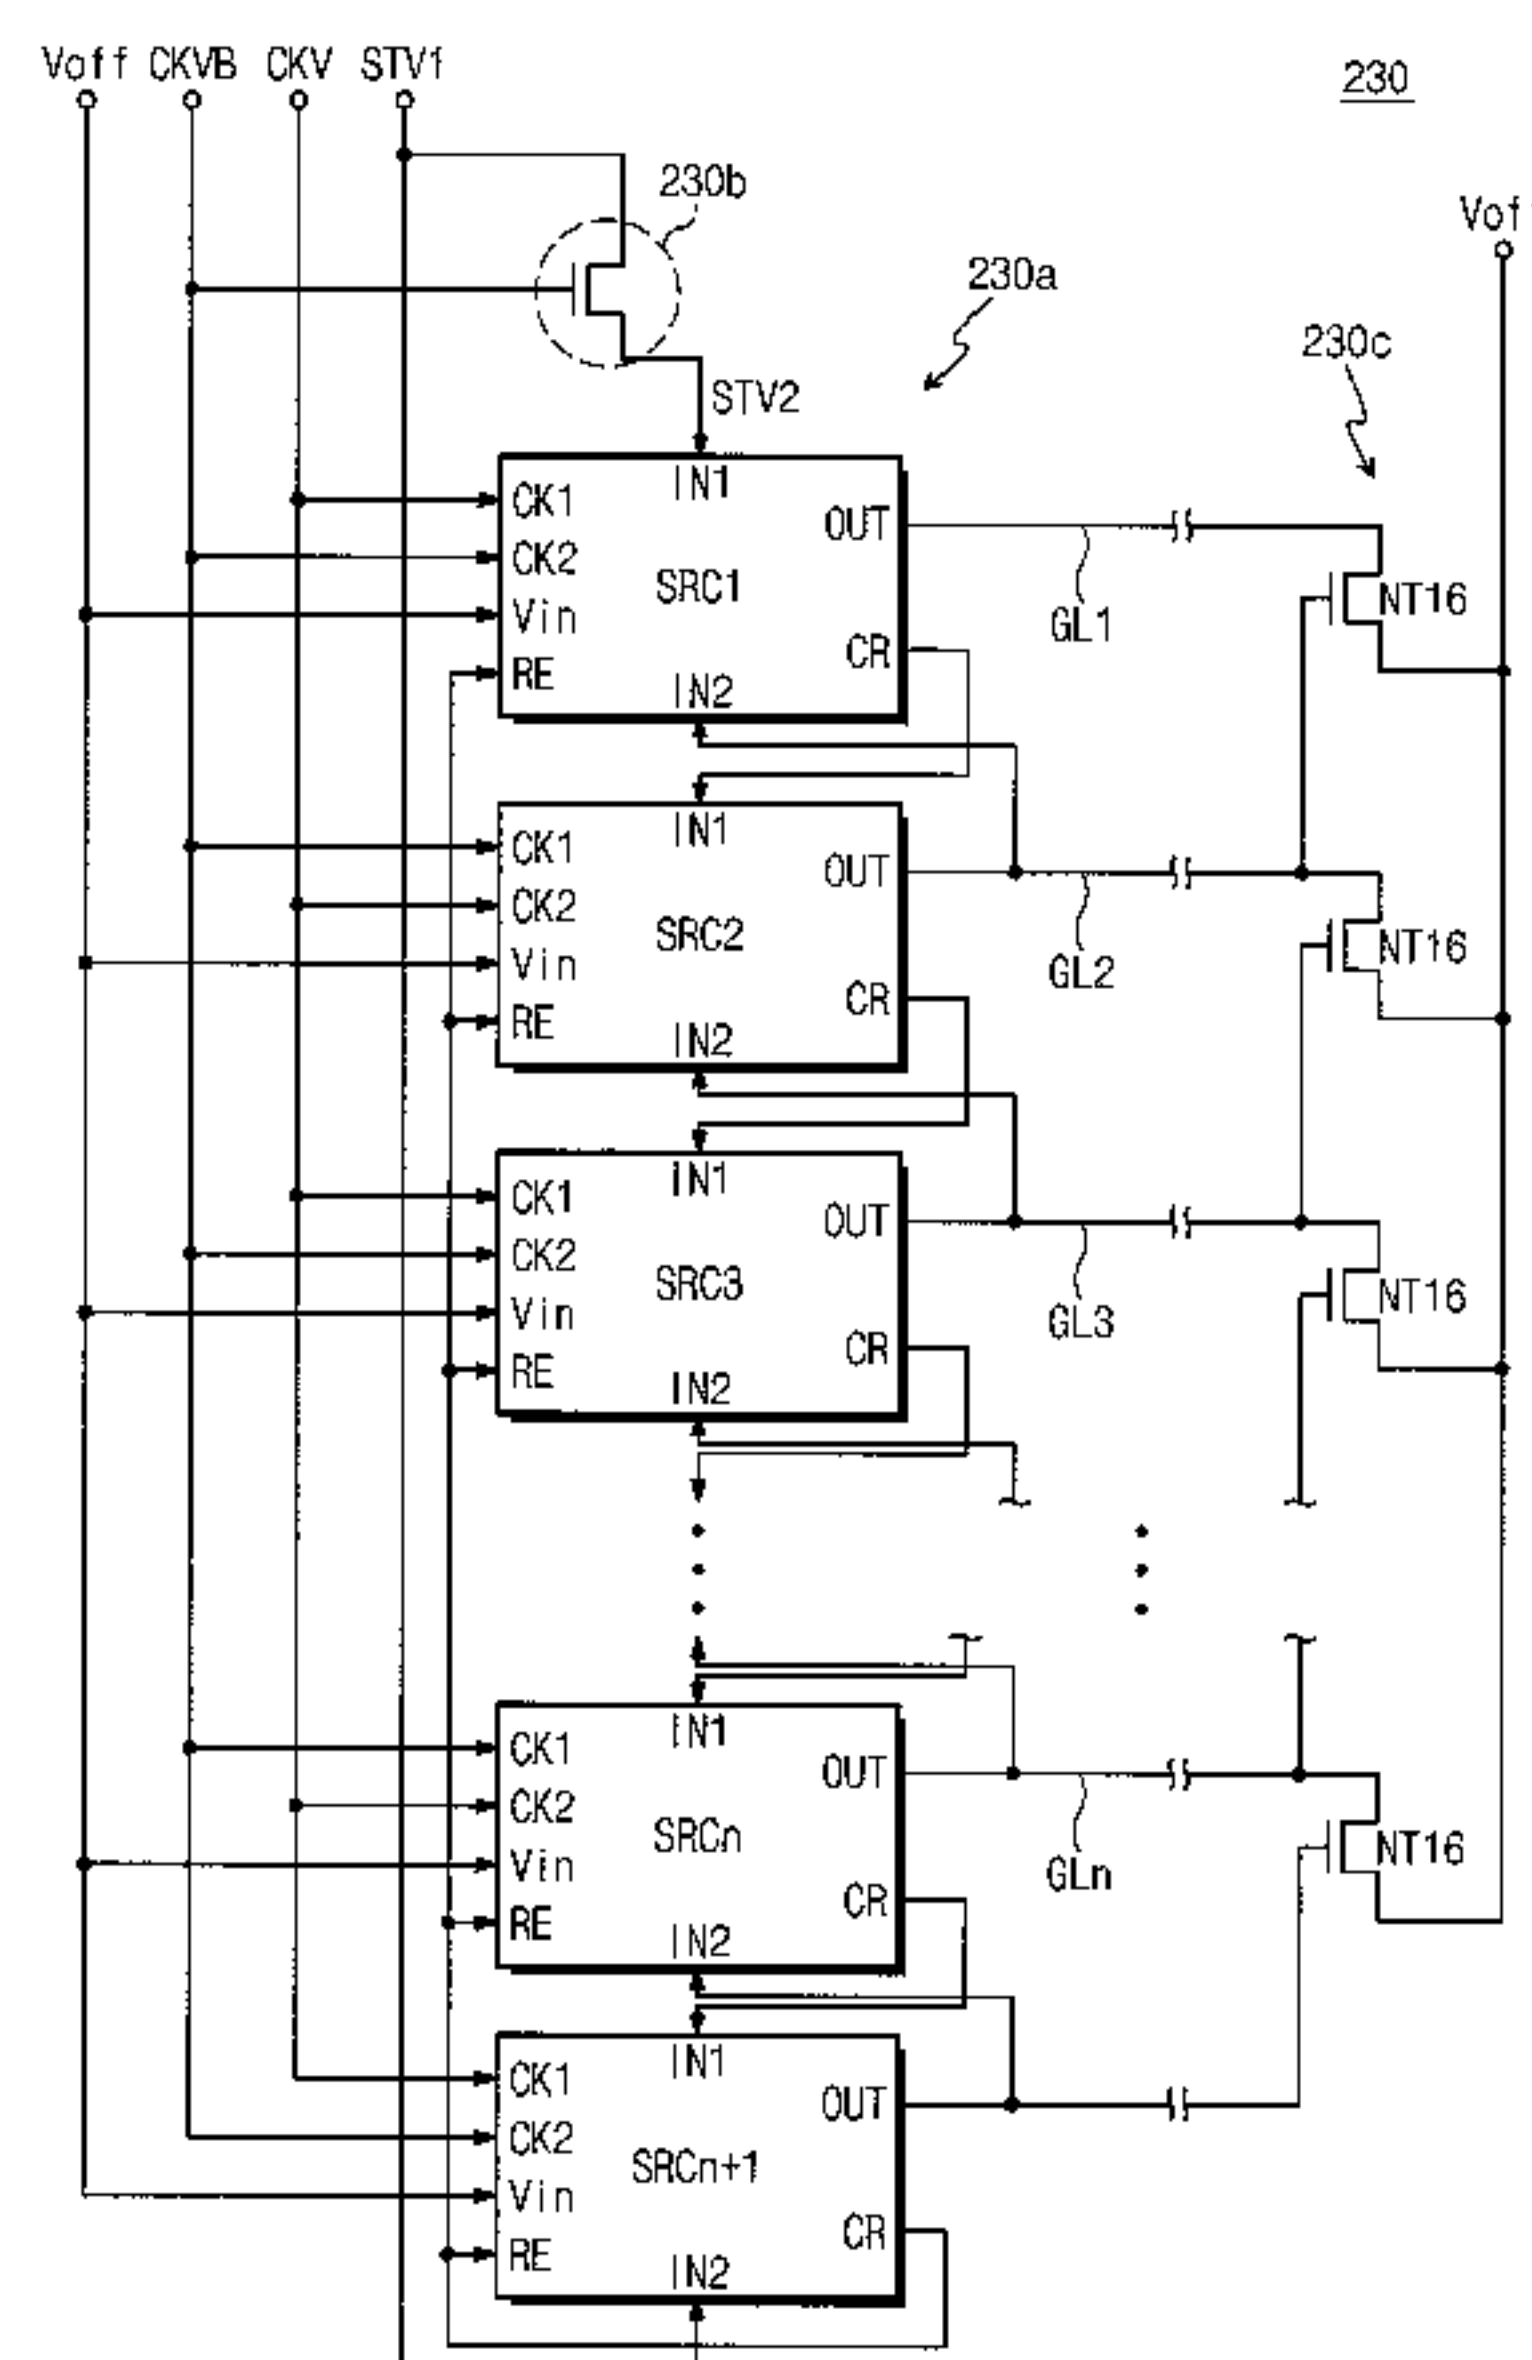 Voff CKVB CKV STV1
230
230b
Vof
230a
230c
STV2
IN1
CK1
OUT
CK2
SRC1
Vin
NT16
GL1
CR
RE
IN2
IN1
CK1
OUT
CK2
SRC2
NT16
Vin
GL2
CR
RE
IN2
IN1
CK1
OUT
CK2
SRC3
NT16
Vin
GL3
CR
RE
IN2
IN1
CK1
OUT
CK2
SRCn
NT16
Vin
GLn
CR
RE
IN2
IN1
CK1
OUT
CK2
SRCn+1
Vin
CR
RE
IN2